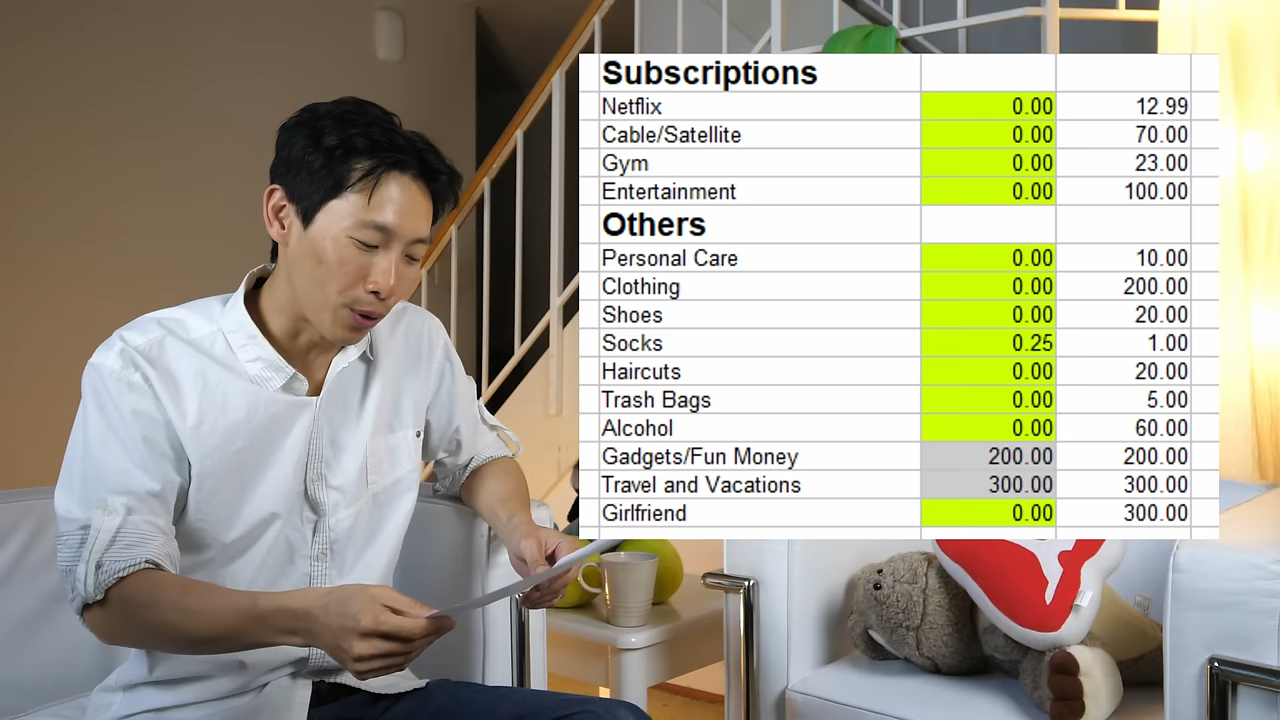 Subscriptions
Netflix 0.00 12.99
Cable/Satellite 0.00 70.00
Gym 0.00 23.00
Entertainment 0.00 100.00
Others
Personal Care 0.00 10.00
Clothing 0.00 200.00
Shoes 0.00 20.00
Socks 0.25 1.00
Haircuts 0.00 20.00
Trash Bags 0.00 5.00
Alcohol 0.00 60.00
Gadgets/Fun Money 200.00 200.00
Travel and Vacations 300.00 300.00
Girlfriend 0.00 300.00